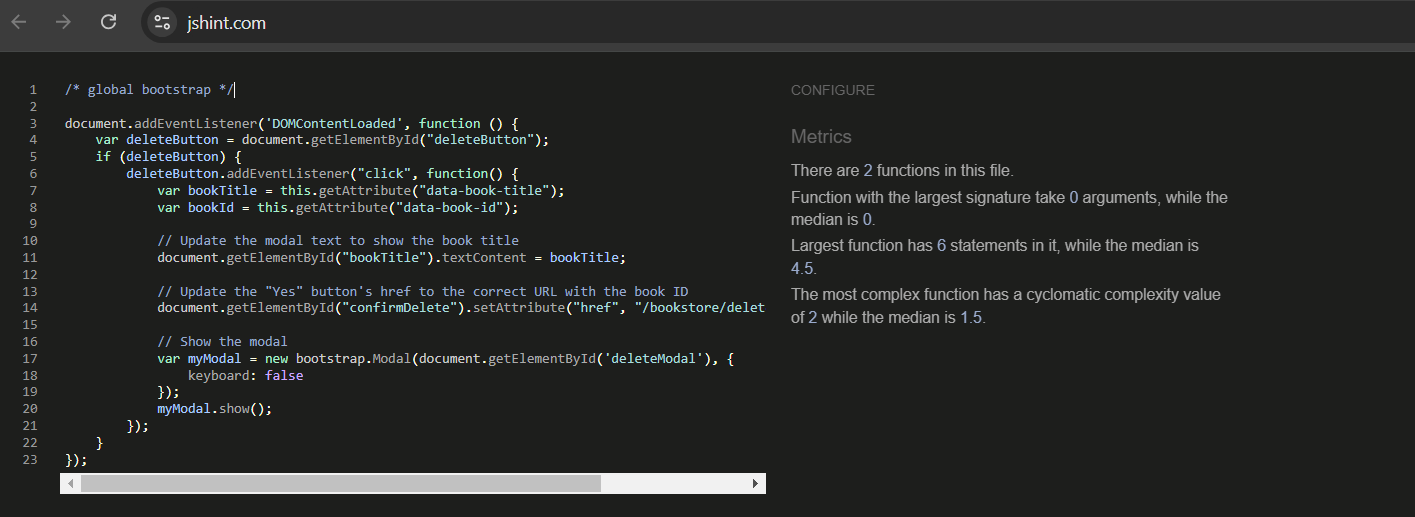 jshint.com
1 /* global bootstrap */
2
3 document.addEventListener('DOMContentLoaded', function () {
4     var deleteButton = document.getElementById("deleteButton");
5     if (deleteButton) {
6         deleteButton.addEventListener("click", function() {
7             var bookTitle = this.getAttribute("data-book-title");
8             var bookId = this.getAttribute("data-book-id");
9
10             // Update the modal text to show the book title
11             document.getElementById("bookTitle").textContent = bookTitle;
12
13             // Update the "Yes" button's href to the correct URL with the book ID
14             document.getElementById("confirmDelete").setAttribute("href", "/bookstore/delet
15
16             // Show the modal
17             var myModal = new bootstrap.Modal(document.getElementById('deleteModal'), {
18                 keyboard: false
19             });
20             myModal.show();
21         });
22     }
23 });
CONFIGURE
Metrics
There are 2 functions in this file.
Function with the largest signature take 0 arguments, while the
median is 0.
Largest function has 6 statements in it, while the median is
4.5.
The most complex function has a cyclomatic complexity value
of 2 while the median is 1.5.